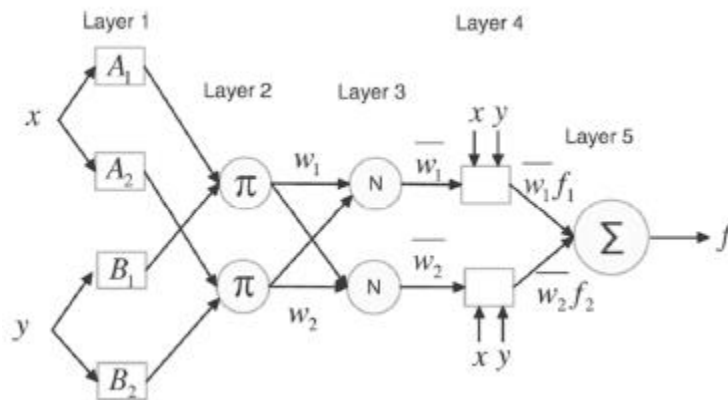 Layer 1
Layer 4
A₁
Layer 2
Layer 3
x
x y
Layer 5
A₂
π
w₁
N
w̅₁
w̅₁f₁
Σ
f
B₁
π
w₂
N
w̅₂
w̅₂f₂
y
x y
B₂